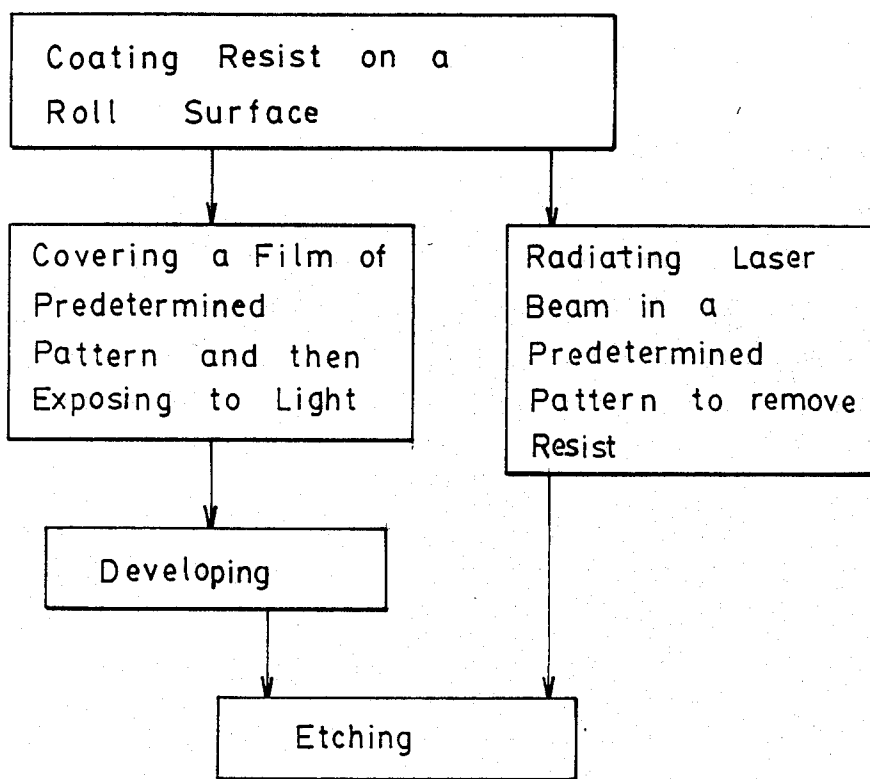 Coating Resist on a
Roll Surface
Covering a Film of
Predetermined
Pattern and then
Exposing to Light
Radiating Laser
Beam in a
Predetermined
Pattern to remove
Resist
Developing
Etching